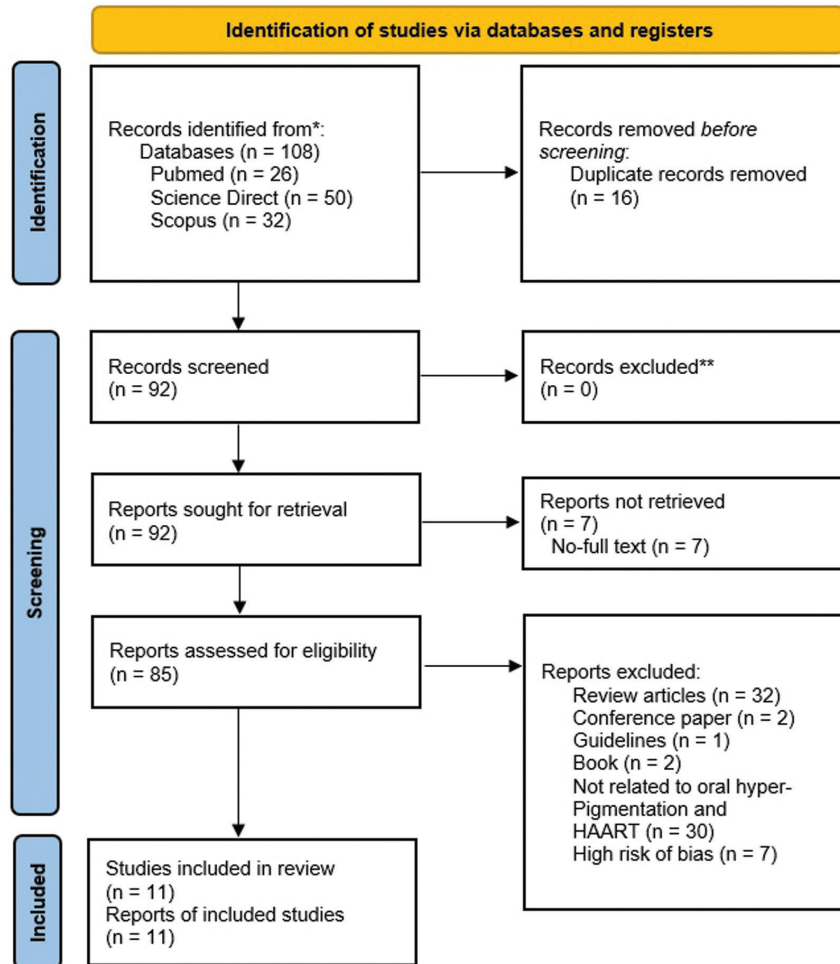 Identification of studies via databases and registers
Identification
Records identified from*:
Databases (n = 108)
Pubmed (n = 26)
Science Direct (n = 50)
Scopus (n = 32)
Records removed before
screening:
Duplicate records removed
(n = 16)
Screening
Records screened
(n = 92)
Records excluded**
(n = 0)
Reports sought for retrieval
(n = 92)
Reports not retrieved
(n = 7)
No-full text (n = 7)
Reports assessed for eligibility
(n = 85)
Reports excluded:
Review articles (n = 32)
Conference paper (n = 2)
Guidelines (n = 1)
Book (n = 2)
Not related to oral hyper-
Pigmentation and
HAART (n = 30)
High risk of bias (n = 7)
Included
Studies included in review
(n = 11)
Reports of included studies
(n = 11)